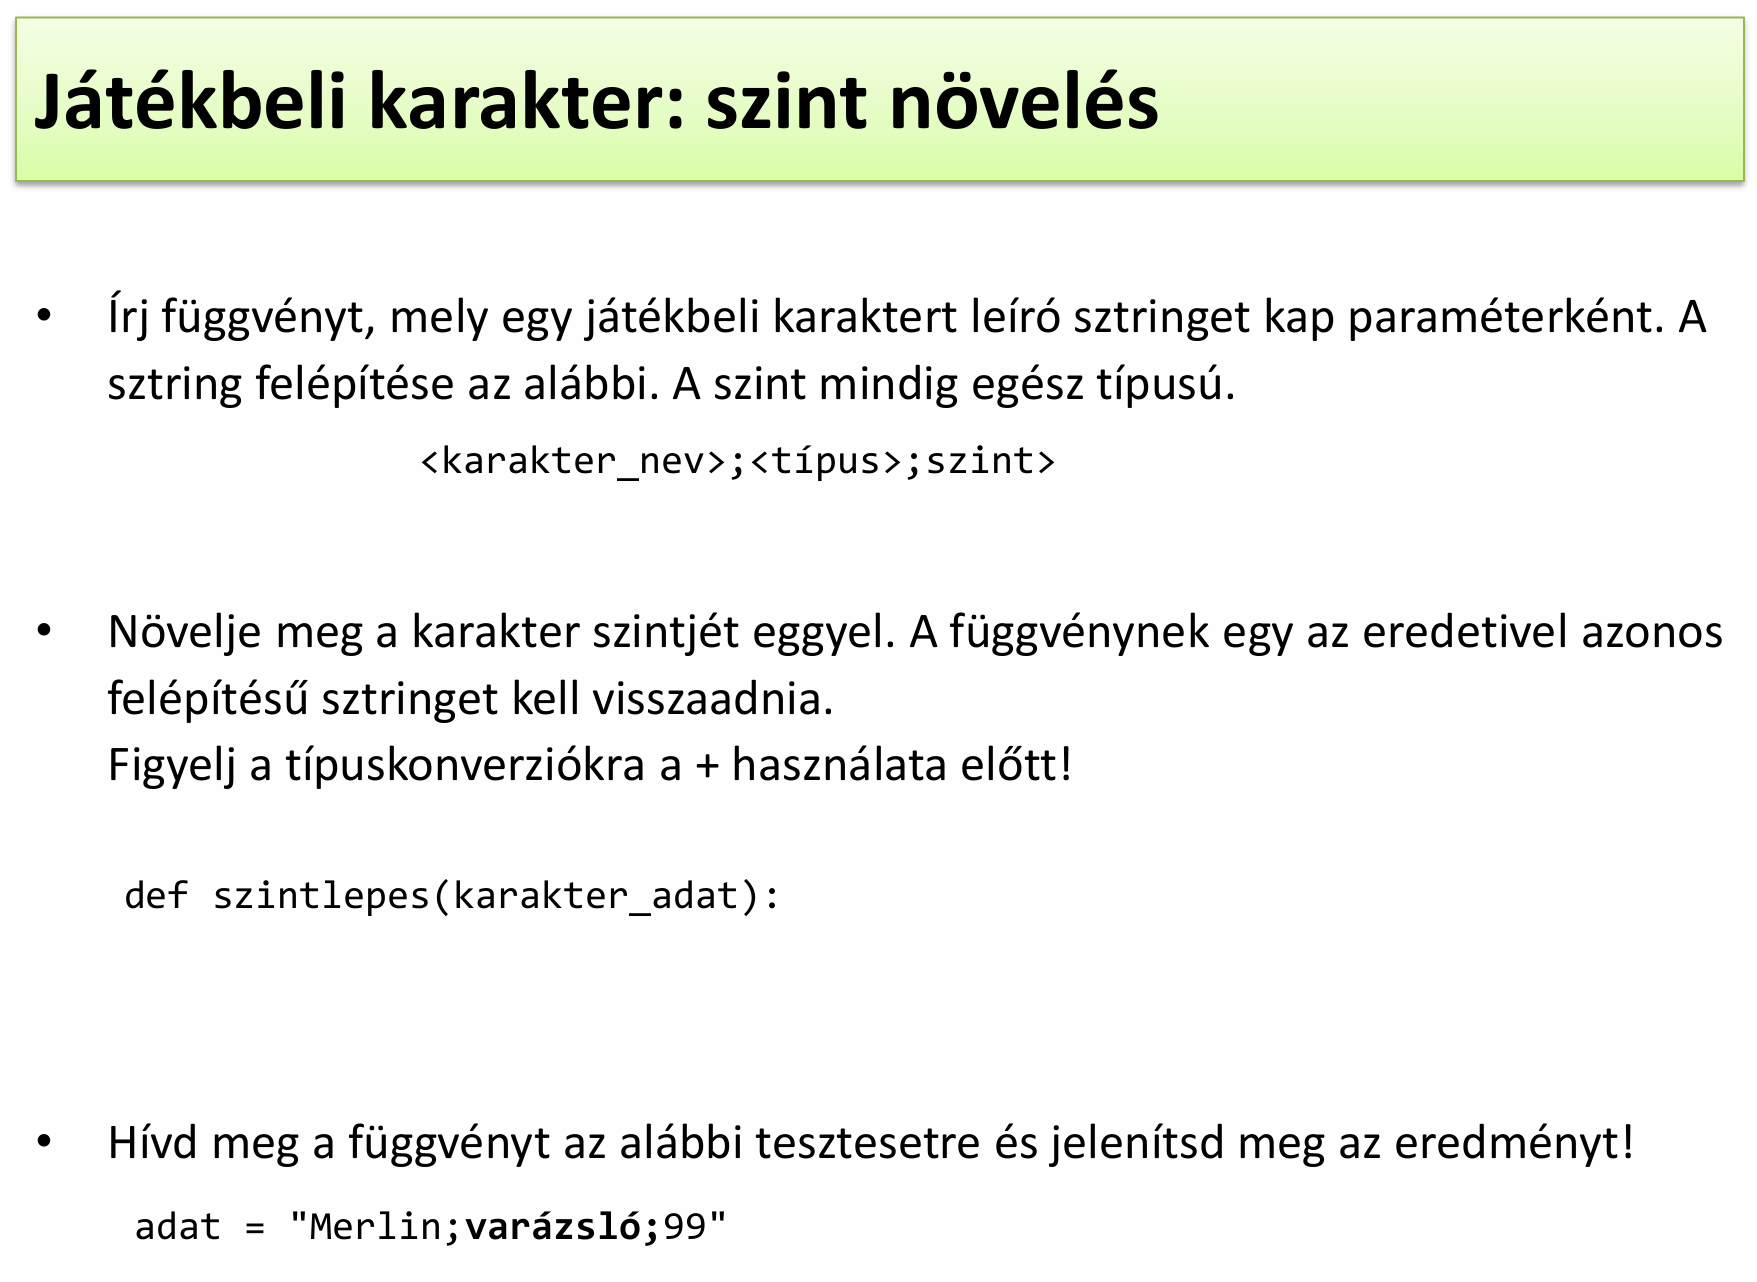 Játékbeli karakter: szint növelés
• Írj függvényt, mely egy játékbeli karaktert leíró sztringet kap paraméterként. A
sztring felépítése az alábbi. A szint mindig egész típusú.
<karakter_nev>;<típus>;szint>
• Növelje meg a karakter szintjét eggyel. A függvénynek egy az eredetivel azonos
felépítésű sztringet kell visszaadnia.
Figyelj a típuskonverziókra a + használata előtt!
def szintlepes(karakter_adat):
• Hívd meg a függvényt az alábbi tesztesetre és jelenítsd meg az eredményt!
adat = "Merlin;varázsló;99"